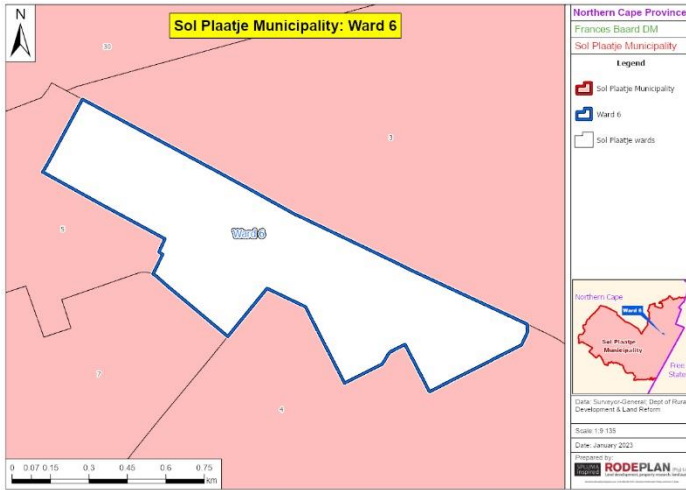 N
Sol Plaatje Municipality: Ward 6
30
3
5
Ward 6
7
4
0 0.07 0.15 0.3 0.45 0.6 0.75
km
Northern Cape Province
Frances Baard DM
Sol Plaatje Municipality
Legend
Sol Plaatje Municipality
Ward 6
Sol Plaatje wards
Northern Cape
Ward 6
Sol Plaatje
Municipality
Free
State
Data: Surveyor-General; Dept of Rura
Development & Land Reform
Scale: 1:9 135
Date: January 2023
Prepared by:
SPLUMA
Inspired
RODEPLAN